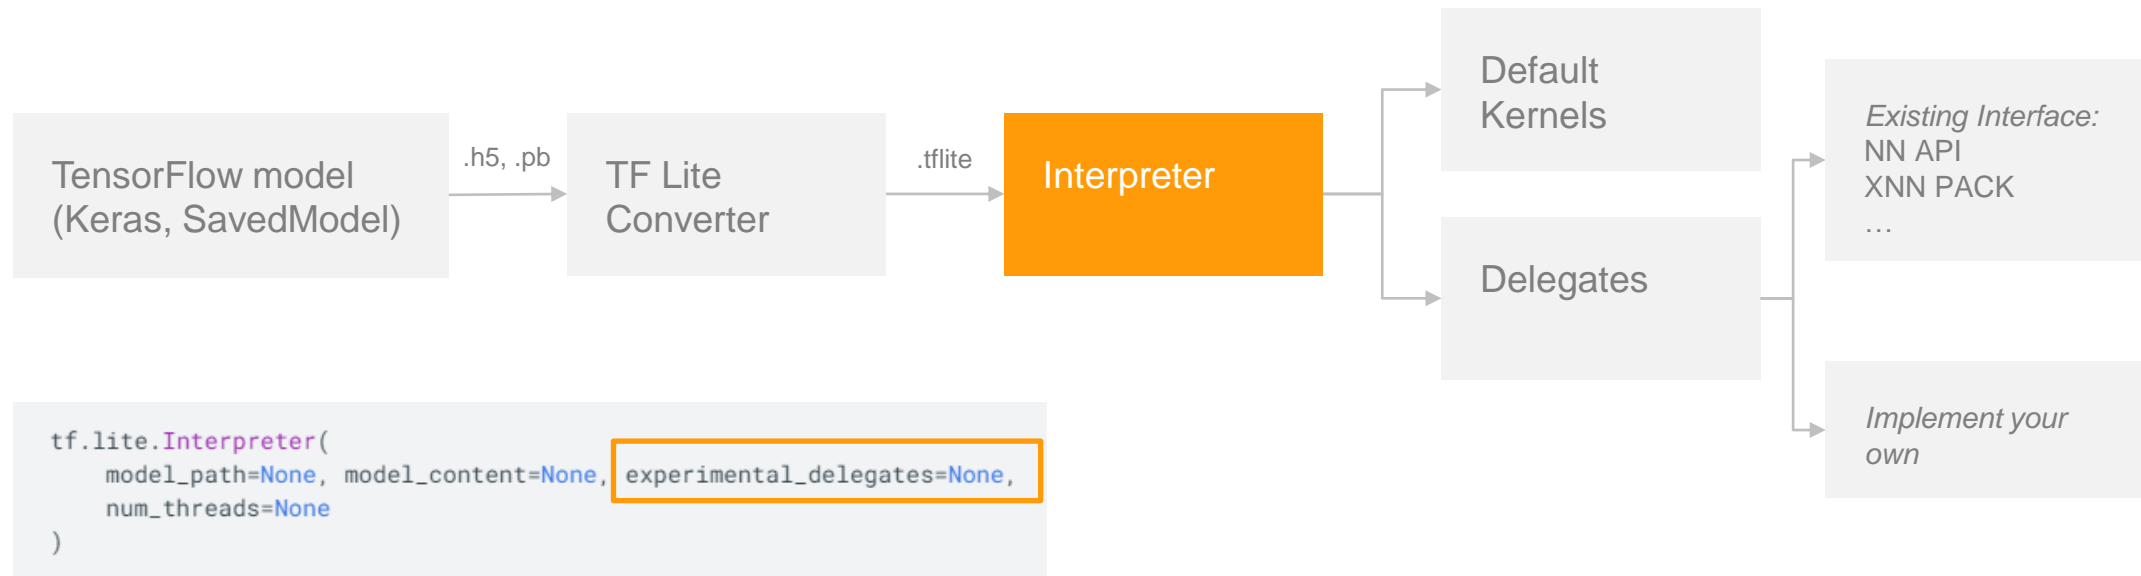 TensorFlow model
(Keras, SavedModel)
.h5, .pb
TF Lite
Converter
.tflite
Interpreter
Default
Kernels
Delegates
Existing Interface:
NN API
XNN PACK
…
Implement your
own
tf.lite.Interpreter(
    model_path=None, model_content=None, experimental_delegates=None,
    num_threads=None
)